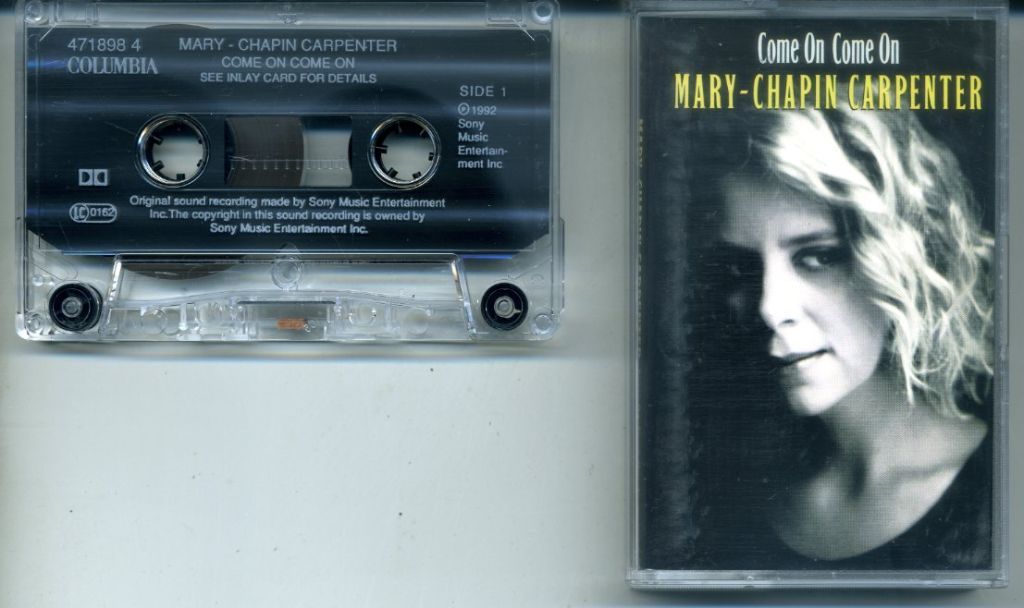 471898 4
COLUMBIA
MARY - CHAPIN CARPENTER
COME ON COME ON
SEE INLAY CARD FOR DETAILS
SIDE 1
℗1992
Sony
Music
Entertain-
ment Inc
LC 0162
Original sound recording made by Sony Music Entertainment
Inc.The copyright in this sound recording is owned by
Sony Music Entertainment Inc.
Come On Come On
MARY-CHAPIN CARPENTER